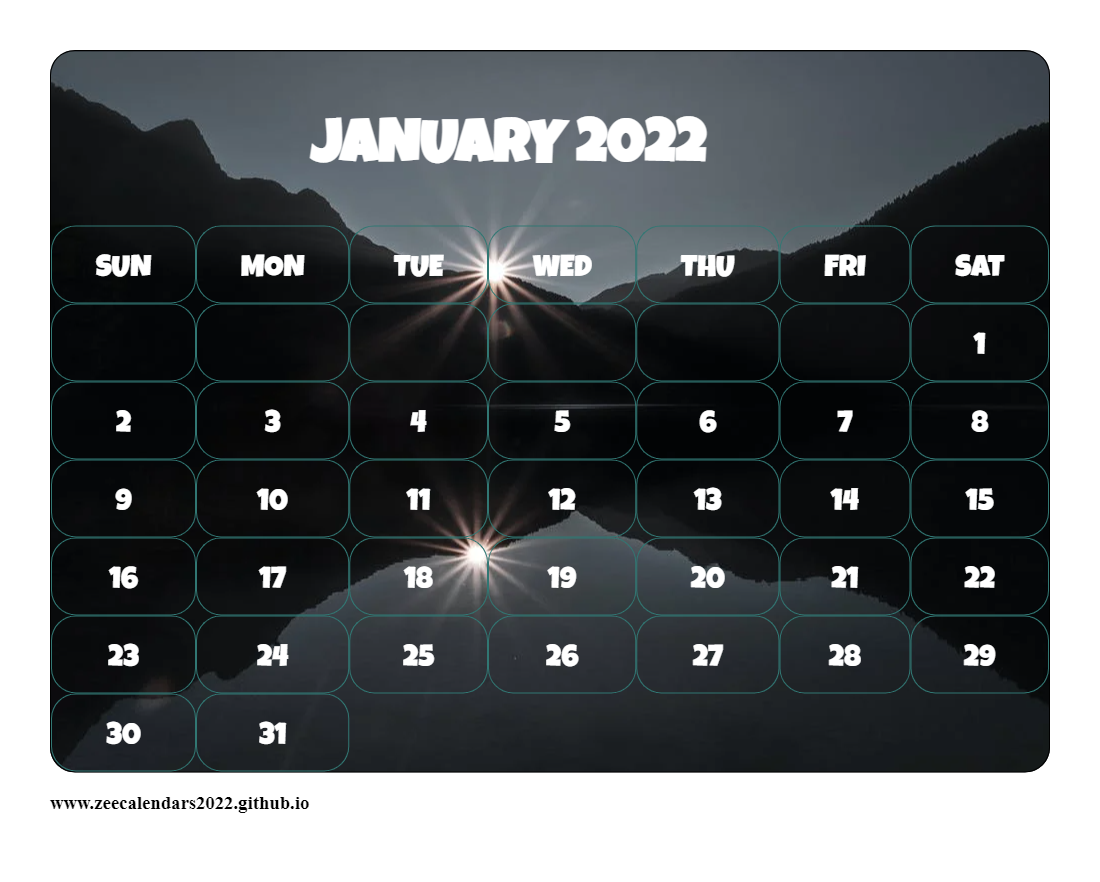 JANUARY 2022
SUN MON TUE WED THU FRI SAT
1
2 3 4 5 6 7 8
9 10 11 12 13 14 15
16 17 18 19 20 21 22
23 24 25 26 27 28 29
30 31
www.zeecalendars2022.github.io